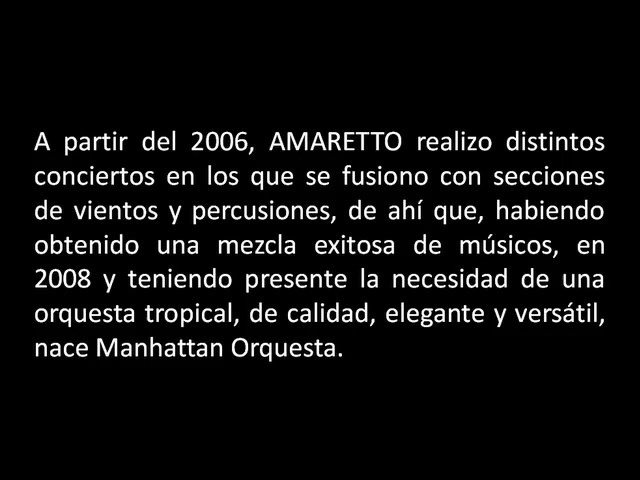 A partir del 2006, AMARETTO realizo distintos
conciertos en los que se fusiono con secciones
de vientos y percusiones, de ahí que, habiendo
obtenido una mezcla exitosa de músicos, en
2008 y teniendo presente la necesidad de una
orquesta tropical, de calidad, elegante y versátil,
nace Manhattan Orquesta.